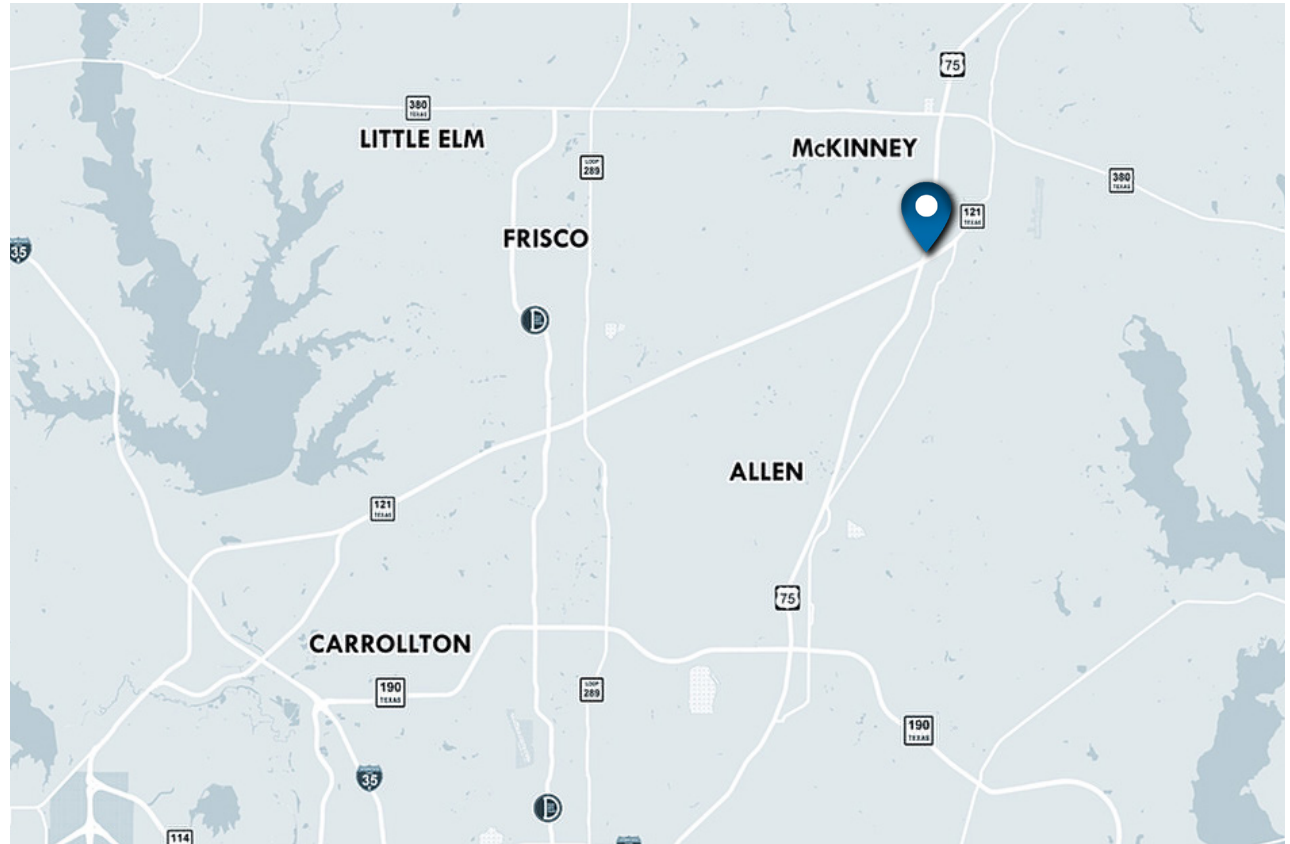 75
380
TEXAS
LITTLE ELM
McKINNEY
LOOP
289
380
TEXAS
121
TEXAS
FRISCO
35
D
ALLEN
121
TEXAS
75
CARROLLTON
190
TEXAS
LOOP
289
190
TEXAS
35
D
114